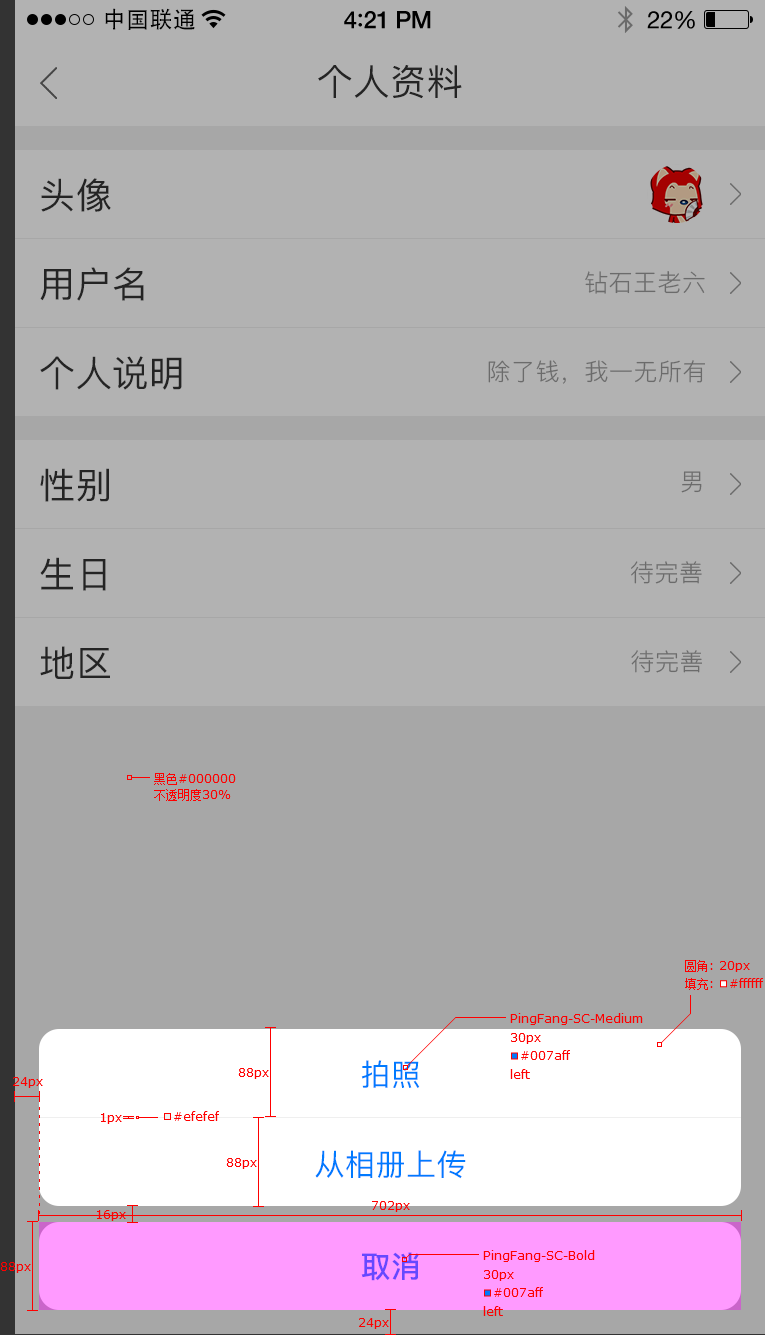 中国联通 4:21 PM 22%
个人资料
头像
用户名 钻石王老六
个人说明 除了钱，我一无所有
性别 男
生日 待完善
地区 待完善
黑色#000000
不透明度30%
圆角：20px
填充：#ffffff
PingFang-SC-Medium
30px
#007aff
left
88px 拍照
24px
1px #efefef
88px 从相册上传
702px
16px
88px 取消
PingFang-SC-Bold
30px
#007aff
left
24px